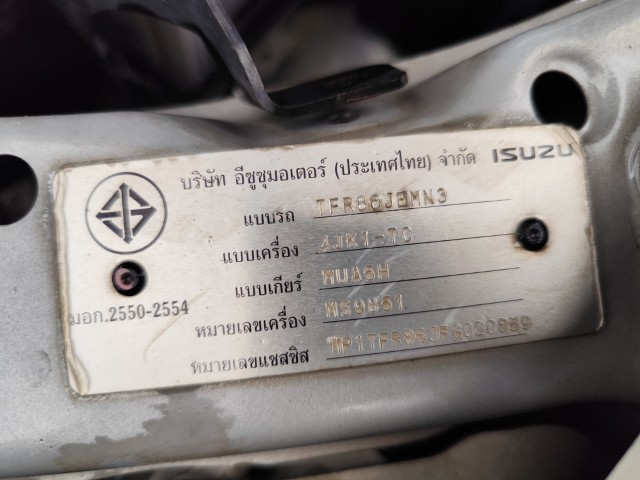 บริษัท อีซูซุมอเตอร์ (ประเทศไทย) จำกัด ISUZU
แบบรถ TFR86JBMN3
แบบเครื่อง 4JK1-TC
แบบเกียร์ MUA5H
มอก.2550-2554
หมายเลขเครื่อง MS9861
หมายเลขแชสซิส MP1TFR86JFG020869